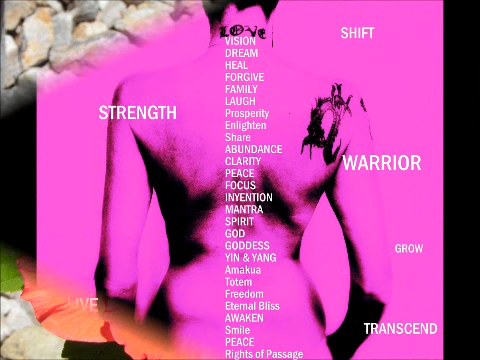 LOVE
VISION
DREAM
HEAL
FORGIVE
FAMILY
LAUGH
Prosperity
Enlighten
Share
ABUNDANCE
CLARITY
PEACE
FOCUS
INVENTION
MANTRA
SPIRIT
GOD
GODDESS
YIN & YANG
Amakua
Totem
Freedom
Eternal Bliss
AWAKEN
Smile
PEACE
Rights of Passage
STRENGTH
LIVE
SHIFT
WARRIOR
GROW
TRANSCEND